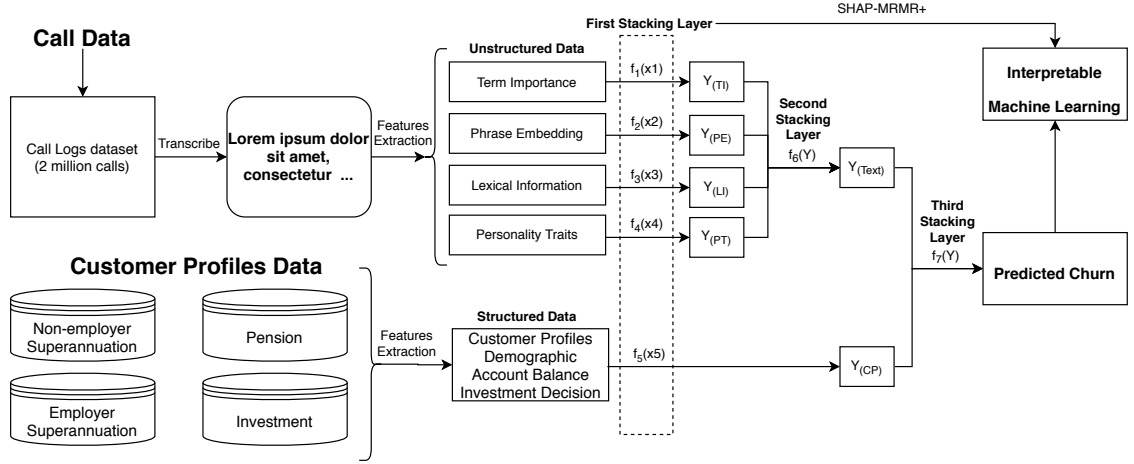 SHAP-MRMR+
First Stacking Layer
Call Data
Unstructured Data
Interpretable
Machine Learning
Term Importance
f1(x1)
Y(TI)
Call Logs dataset
(2 million calls)
Transcribe
Lorem ipsum dolor
sit amet,
consectetur ...
Features
Extraction
Phrase Embedding
f2(x2)
Y(PE)
Second
Stacking
Layer
f6(Y)
Lexical Information
f3(x3)
Y(LI)
Y(Text)
Personality Traits
f4(x4)
Y(PT)
Third
Stacking
Layer
f7(Y)
Predicted Churn
Customer Profiles Data
Non-employer
Superannuation
Pension
Employer
Superannuation
Investment
Features
Extraction
Structured Data
Customer Profiles
Demographic
Account Balance
Investment Decision
f5(x5)
Y(CP)